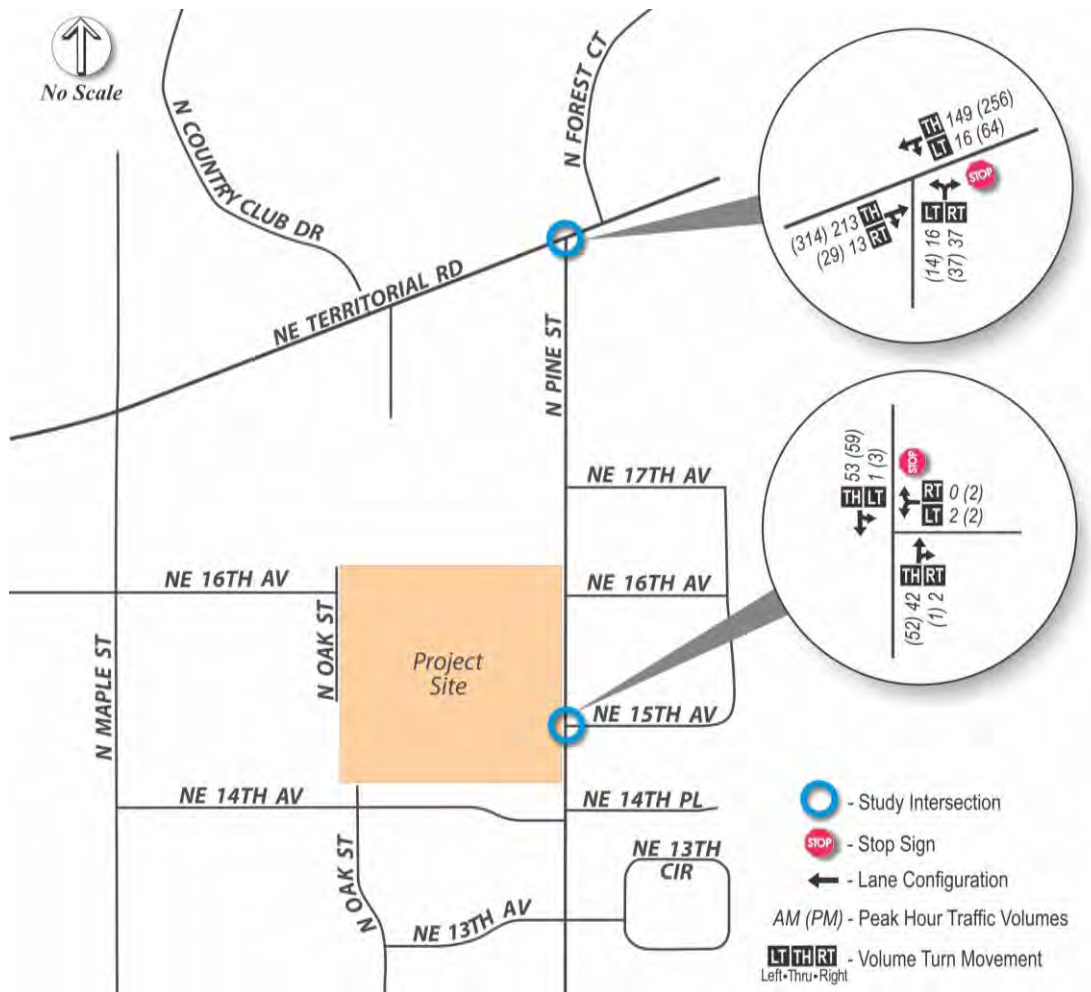 No Scale
N COUNTRY CLUB DR
N FOREST CT
NE TERRITORIAL RD
N PINE ST
NE 17TH AV
NE 16TH AV
NE 16TH AV
N OAK ST
Project
Site
N MAPLE ST
NE 15TH AV
NE 14TH AV
NE 14TH PL
N OAK ST
NE 13TH AV
NE 13TH
CIR
TH 149 (256)
LT 16 (64)
STOP
(314) 213 TH
(29) 13 RT
LT RT
(14) 16
(37) 37
53 (59)
1 (3)
TH LT
STOP
RT 0 (2)
LT 2 (2)
TH RT
(52) 42
(1) 2
- Study Intersection
STOP - Stop Sign
- Lane Configuration
AM (PM) - Peak Hour Traffic Volumes
LT TH RT - Volume Turn Movement
Left•Thru•Right